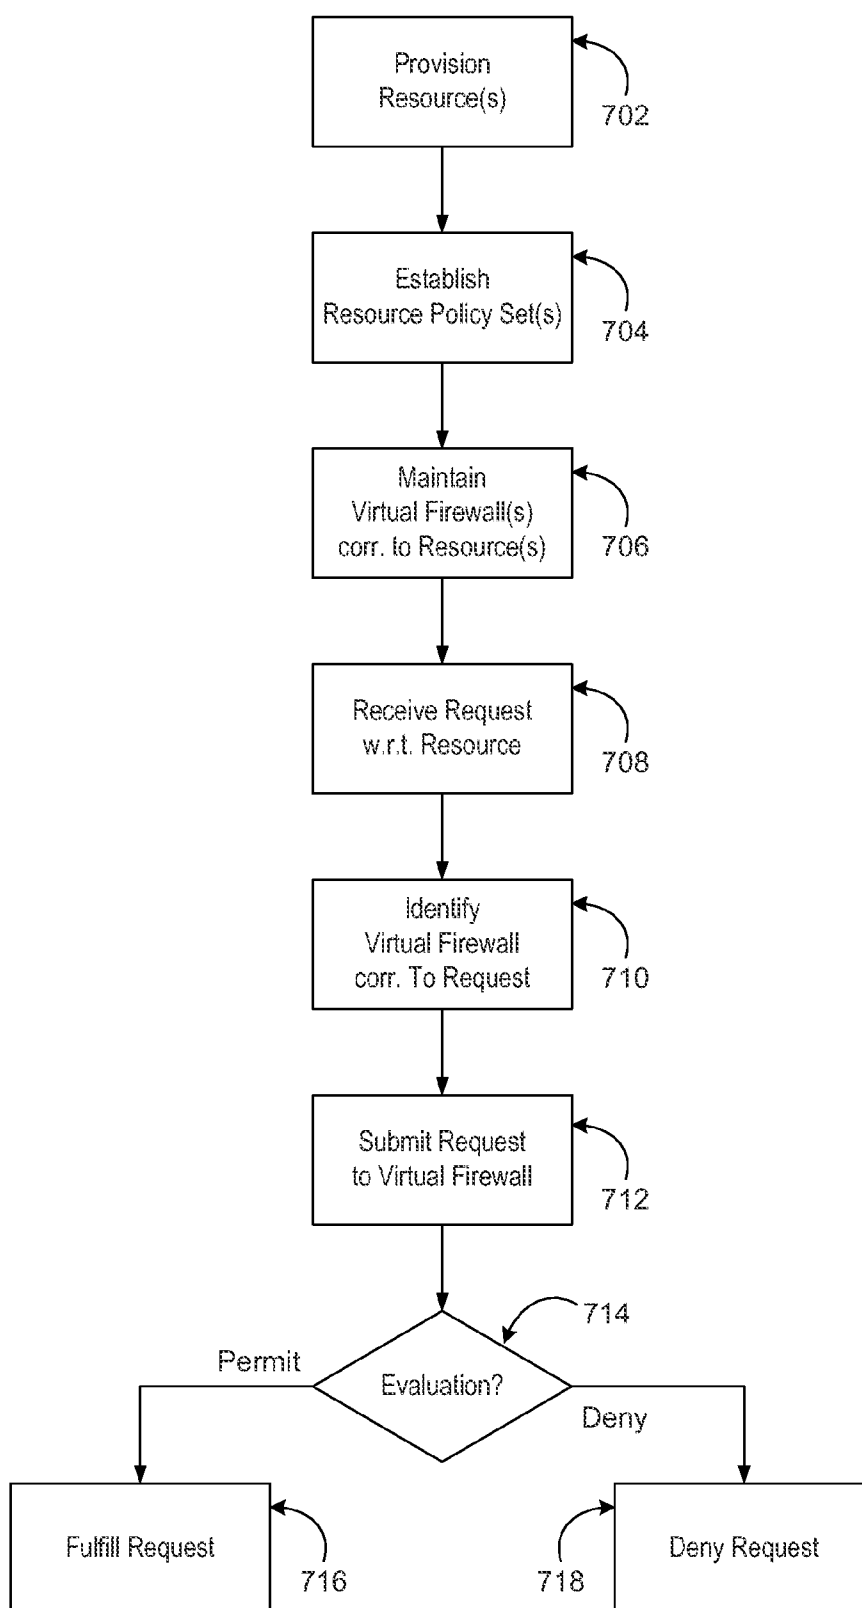 Provision
Resource(s)
702
Establish
Resource Policy Set(s)
704
Maintain
Virtual Firewall(s)
corr. to Resource(s)
706
Receive Request
w.r.t. Resource
708
Identify
Virtual Firewall
corr. To Request
710
Submit Request
to Virtual Firewall
712
714
Permit
Evaluation?
Deny
Fulfill Request
716
718
Deny Request